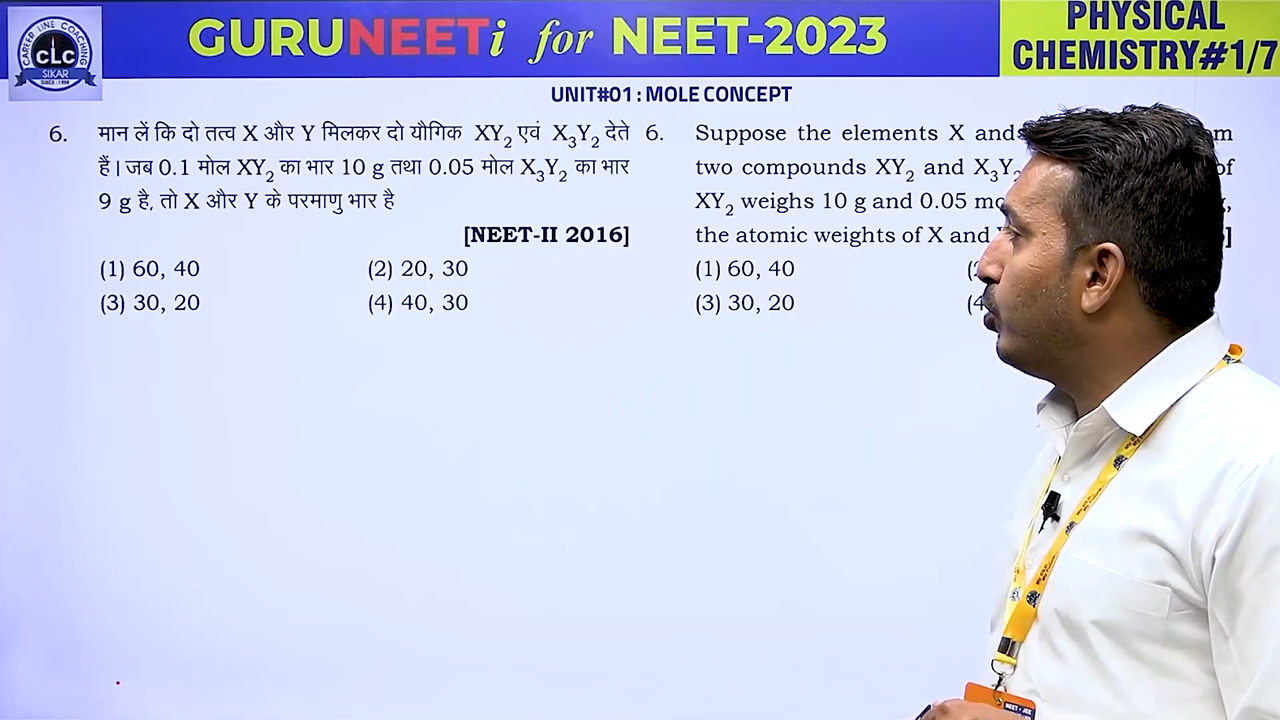 GURUNEETi for NEET-2023
PHYSICAL
CHEMISTRY#1/7
CAREER LINE COACHING
CLC
SIKAR
SINCE : 1996
UNIT#01 : MOLE CONCEPT
6. मान लें कि दो तत्व X और Y मिलकर दो यौगिक XY₂ एवं X₃Y₂ देते
हैं। जब 0.1 मोल XY₂ का भार 10 g तथा 0.05 मोल X₃Y₂ का भार
9 g है, तो X और Y के परमाणु भार है
[NEET-II 2016]
(1) 60, 40 (2) 20, 30
(3) 30, 20 (4) 40, 30
6. Suppose the elements X and
two compounds XY₂ and X₃Y₂ of
XY₂ weighs 10 g and 0.05
the atomic weights of X and
(1) 60, 40
(3) 30, 20